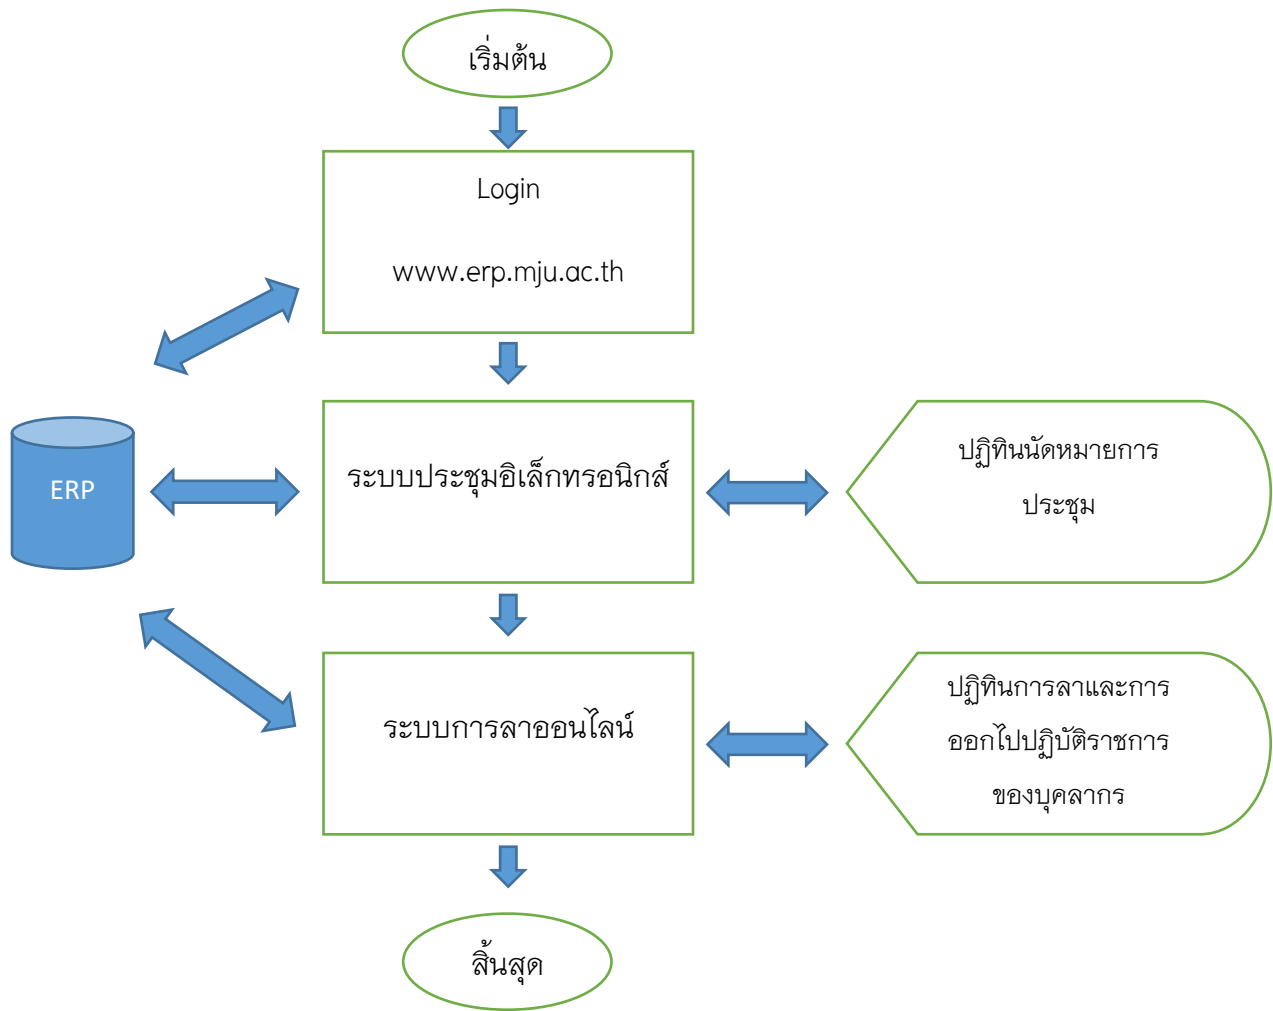 เริ่มต้น
Login
www.erp.mju.ac.th
ERP
ระบบประชุมอิเล็กทรอนิกส์
ปฏิทินนัดหมายการ
ประชุม
ระบบการลาออนไลน์
ปฏิทินการลาและการ
ออกไปปฏิบัติราชการ
ของบุคลากร
สิ้นสุด